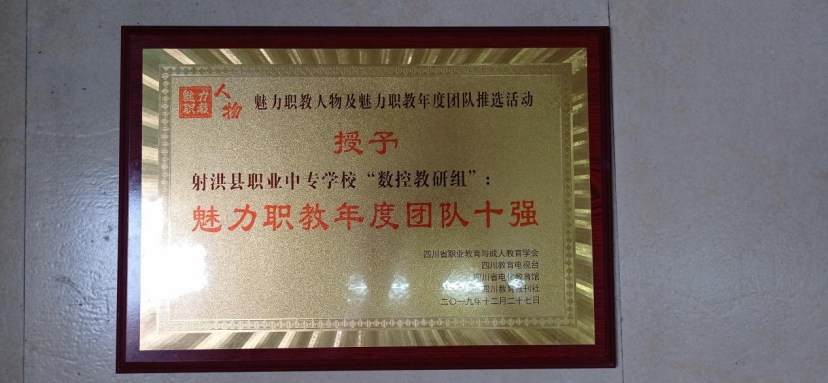 魅力
职教
人物
魅力职教人物及魅力职教年度团队推选活动
授予
射洪县职业中专学校“数控教研组”：
魅力职教年度团队十强
四川省职业教育与成人教育学会
四川教育电视台
四川省电化教育馆
四川教育报刊社
二〇一九年十二月二十七日